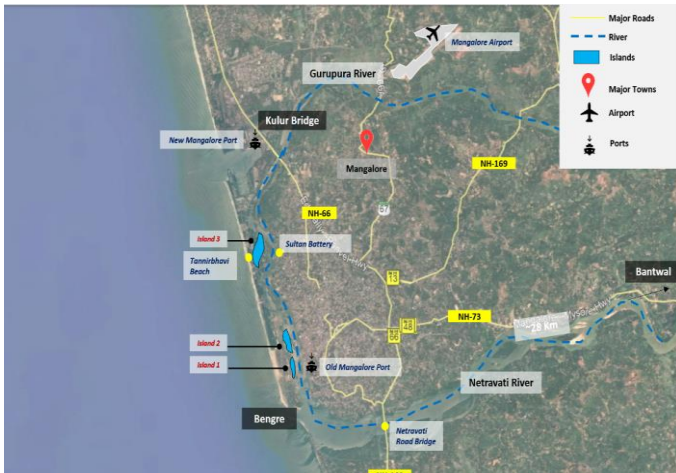 Major Roads
River
Islands
Major Towns
Airport
Ports
Mangalore Airport
Gurupura River
Kulur Bridge
New Mangalore Port
Mangalore
NH-169
67
NH-66
Island 3
Sultan Battery
Tannirbhavi
Beach
Bantwal
NH-73
~28 Km
Island 2
Island 1
Old Mangalore Port
Netravati River
Bengre
Netravati
Road Bridge